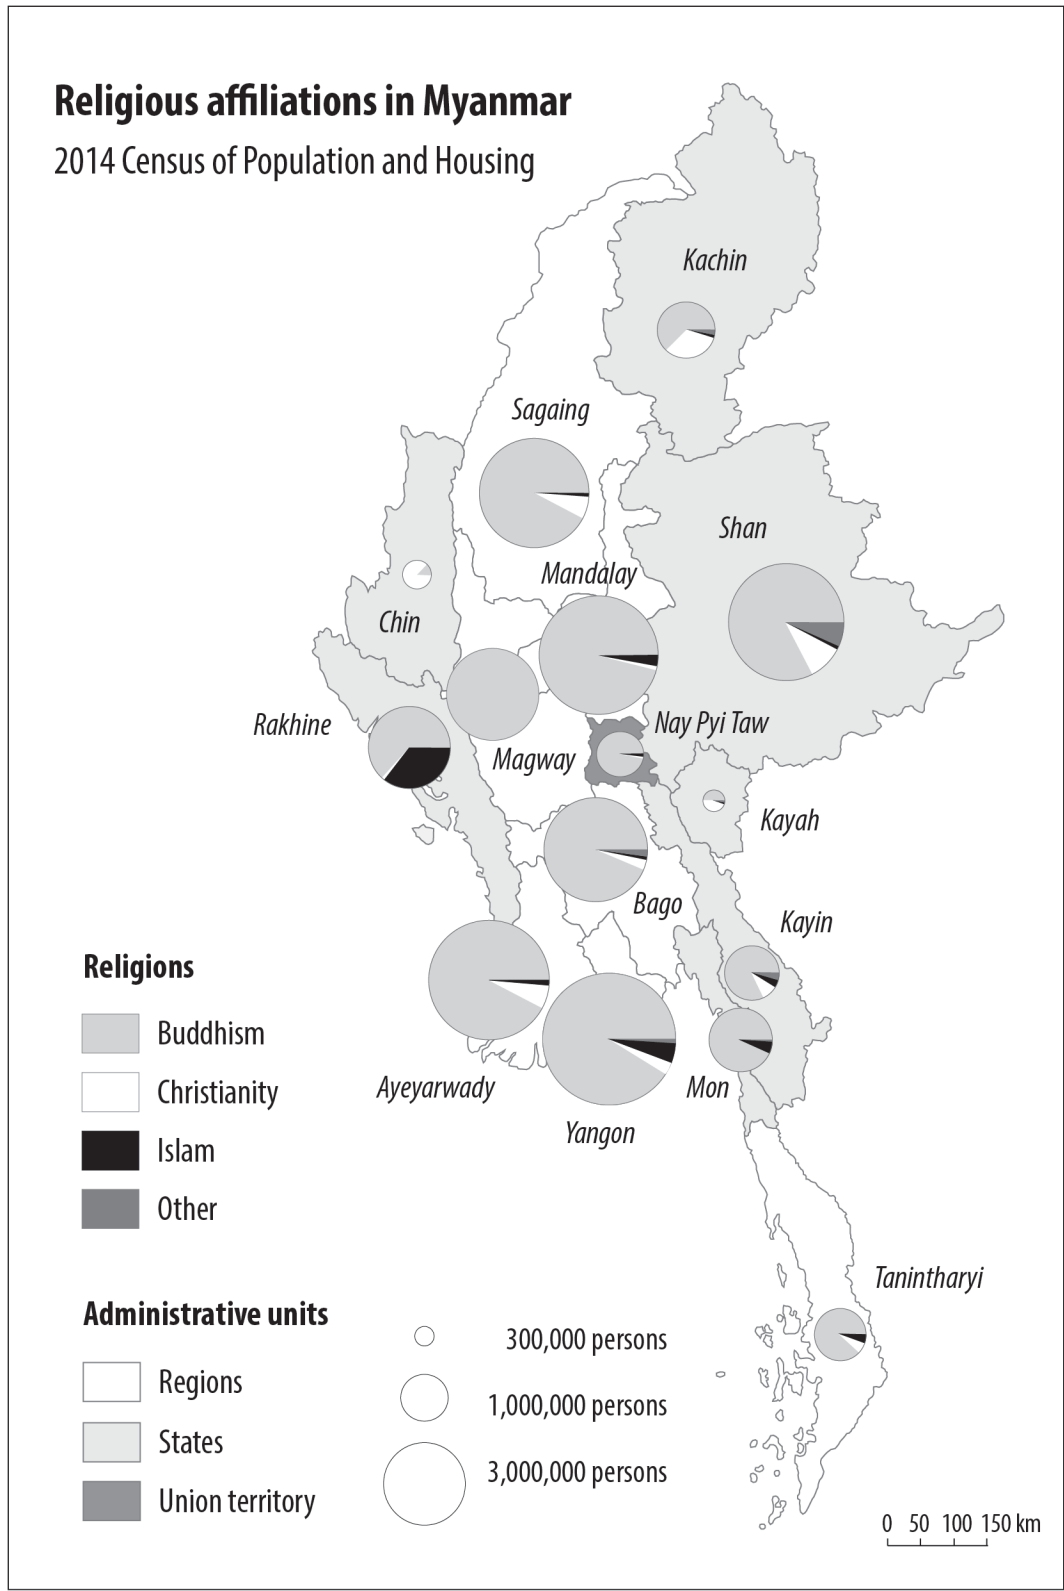 Religious affiliations in Myanmar
2014 Census of Population and Housing
Kachin
Sagaing
Shan
Mandalay
Chin
Rakhine
Nay Pyi Taw
Magway
Kayah
Bago
Kayin
Ayeyarwady
Mon
Yangon
Tanintharyi
Religions
Buddhism
Christianity
Islam
Other
Administrative units
Regions
States
Union territory
300,000 persons
1,000,000 persons
3,000,000 persons
0 50 100 150 km